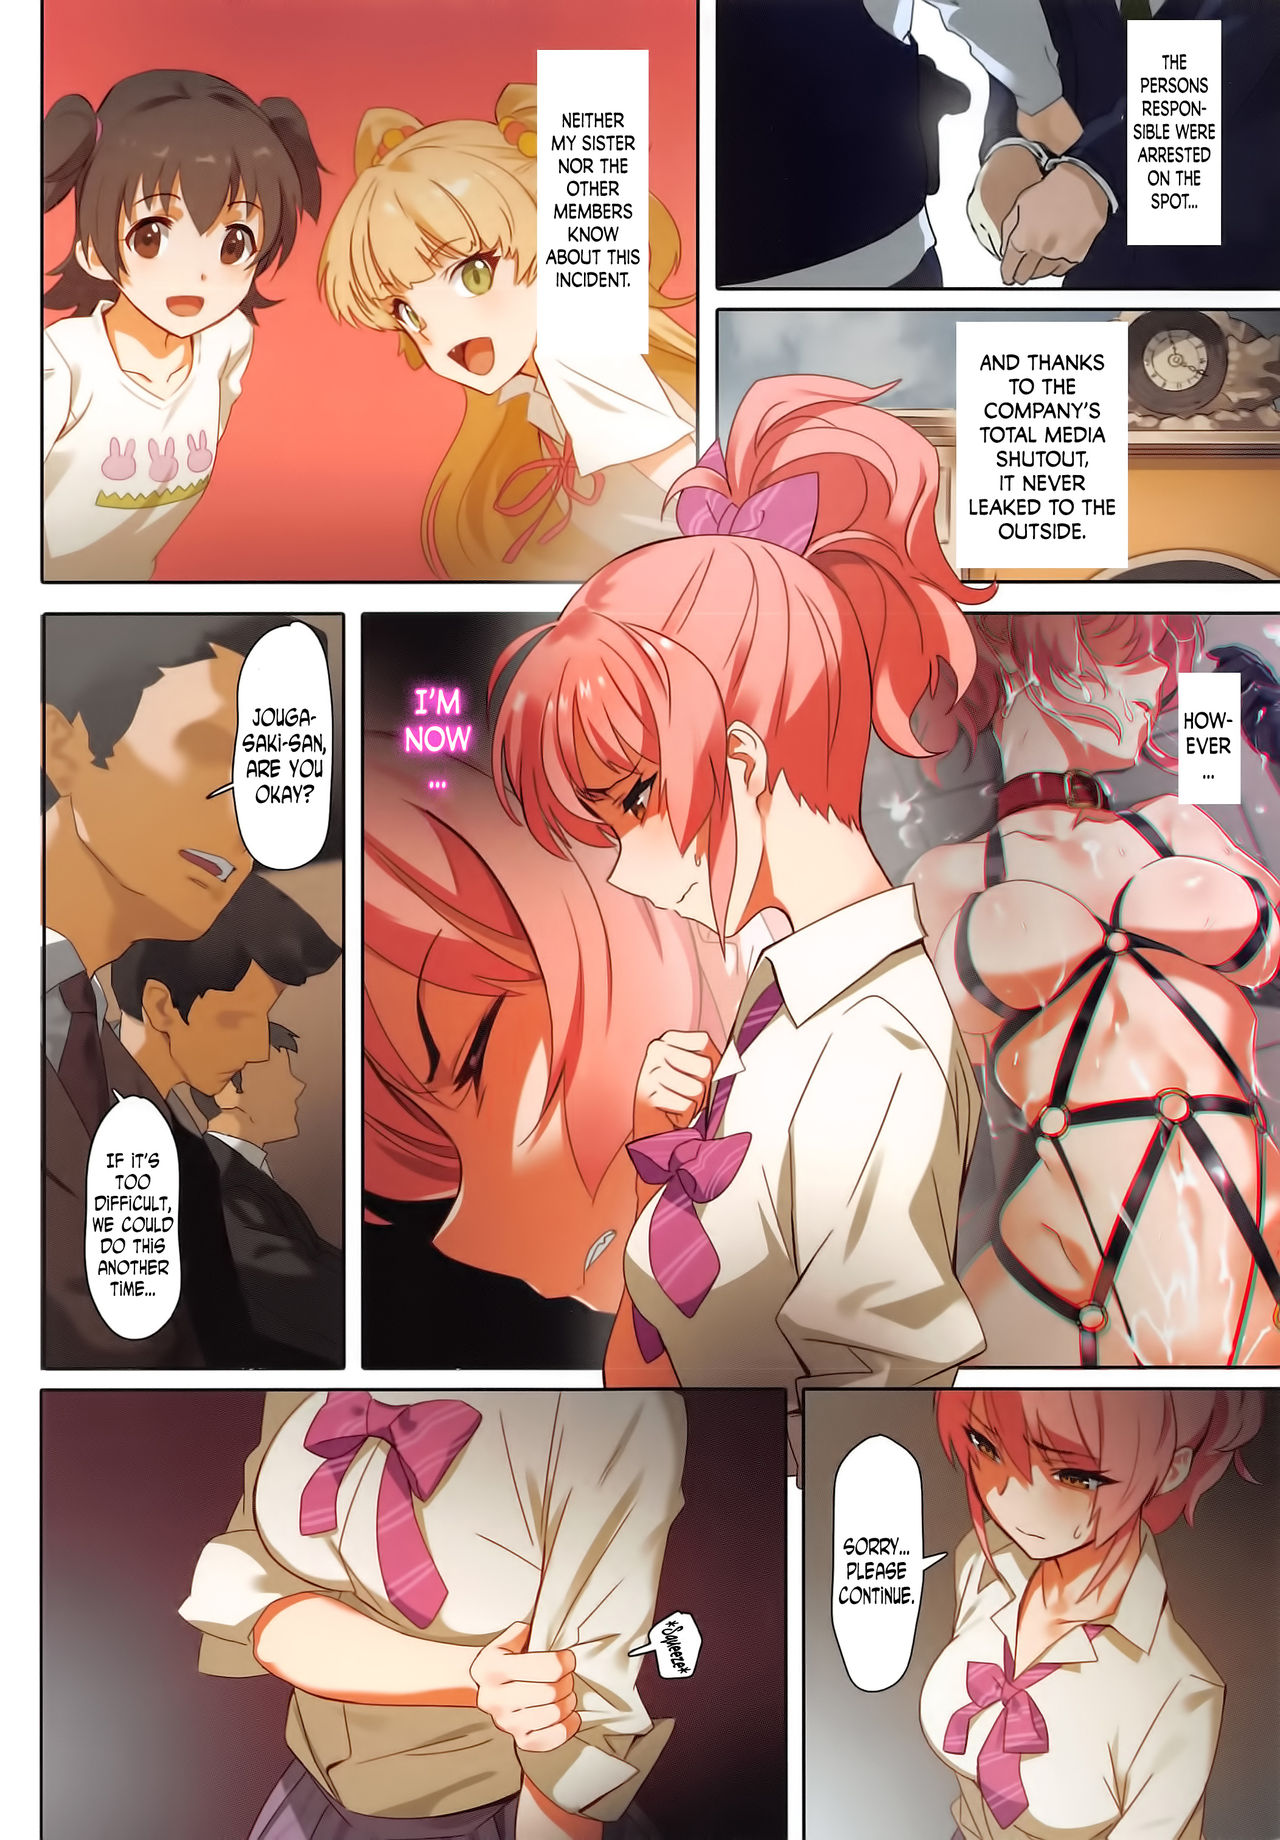 THE
PERSONS
RESPON-
SIBLE WERE
ARRESTED
ON THE
SPOT...
NEITHER
MY SISTER
NOR THE
OTHER
MEMBERS
KNOW
ABOUT THIS
INCIDENT.
AND THANKS
TO THE
COMPANY'S
TOTAL MEDIA
SHUTOUT,
IT NEVER
LEAKED TO THE
OUTSIDE.
HOW-
EVER
...
I'M
NOW
...
JOUGA-
SAKI-SAN,
ARE YOU
OKAY?
IF IT'S
TOO
DIFFICULT,
WE COULD
DO THIS
ANOTHER
TIME...
SORRY...
PLEASE
CONTINUE.
*Squeeze*